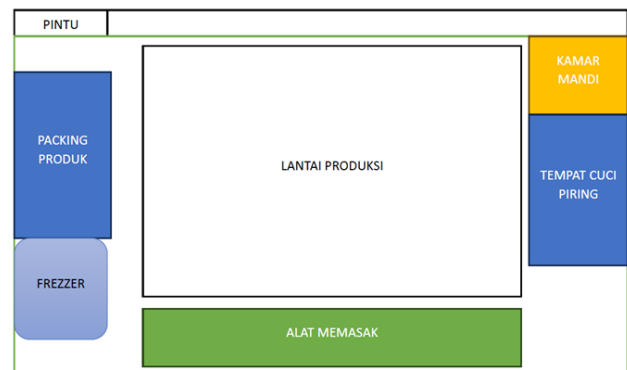 PINTU
KAMAR
MANDI
PACKING
PRODUK
LANTAI PRODUKSI
TEMPAT CUCI
PIRING
FREZZER
ALAT MEMASAK